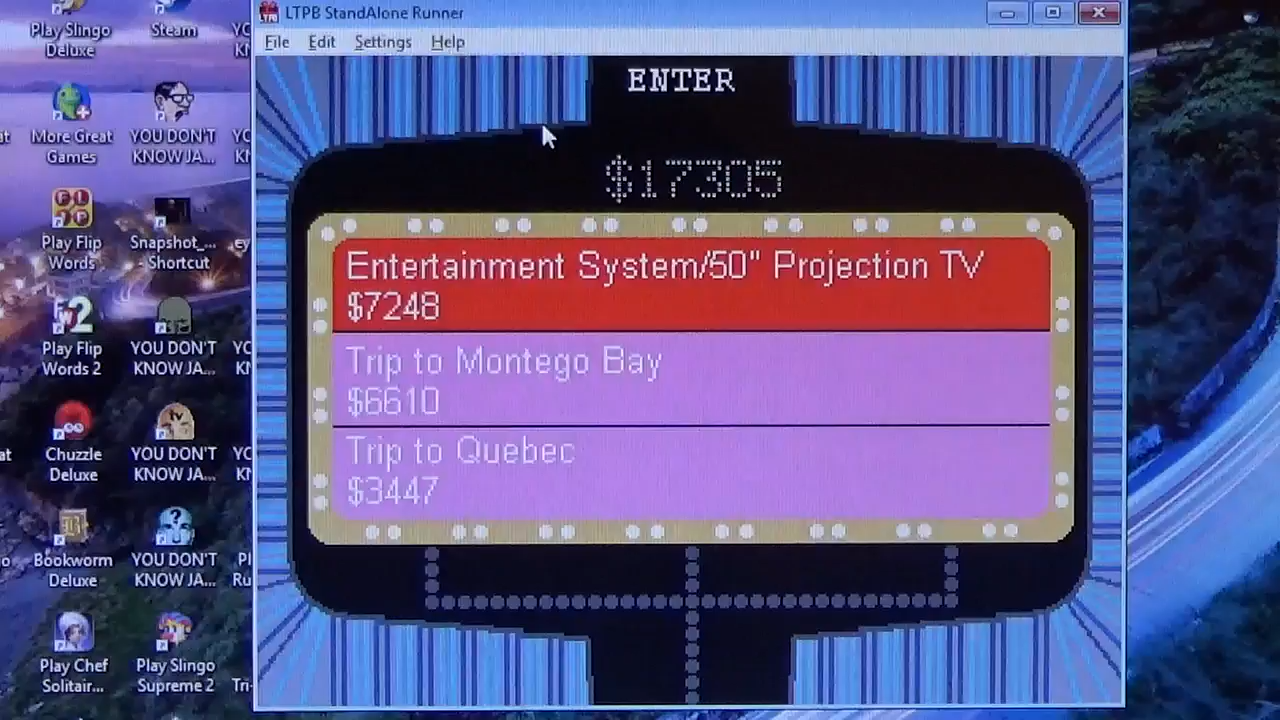 LTPB StandAlone Runner
File Edit Settings Help
ENTER
$17305
Entertainment System/50" Projection TV
$7248
Trip to Montego Bay
$6610
Trip to Quebec
$3447
Play Slingo
Deluxe
Steam
More Great
Games
YOU DON'T
KNOW JA...
Play Flip
Words
Snapshot_...
- Shortcut
Play Flip
Words 2
YOU DON'T
KNOW JA...
Chuzzle
Deluxe
YOU DON'T
KNOW JA...
Bookworm
Deluxe
YOU DON'T
KNOW JA...
Play Chef
Solitair...
Play Slingo
Supreme 2